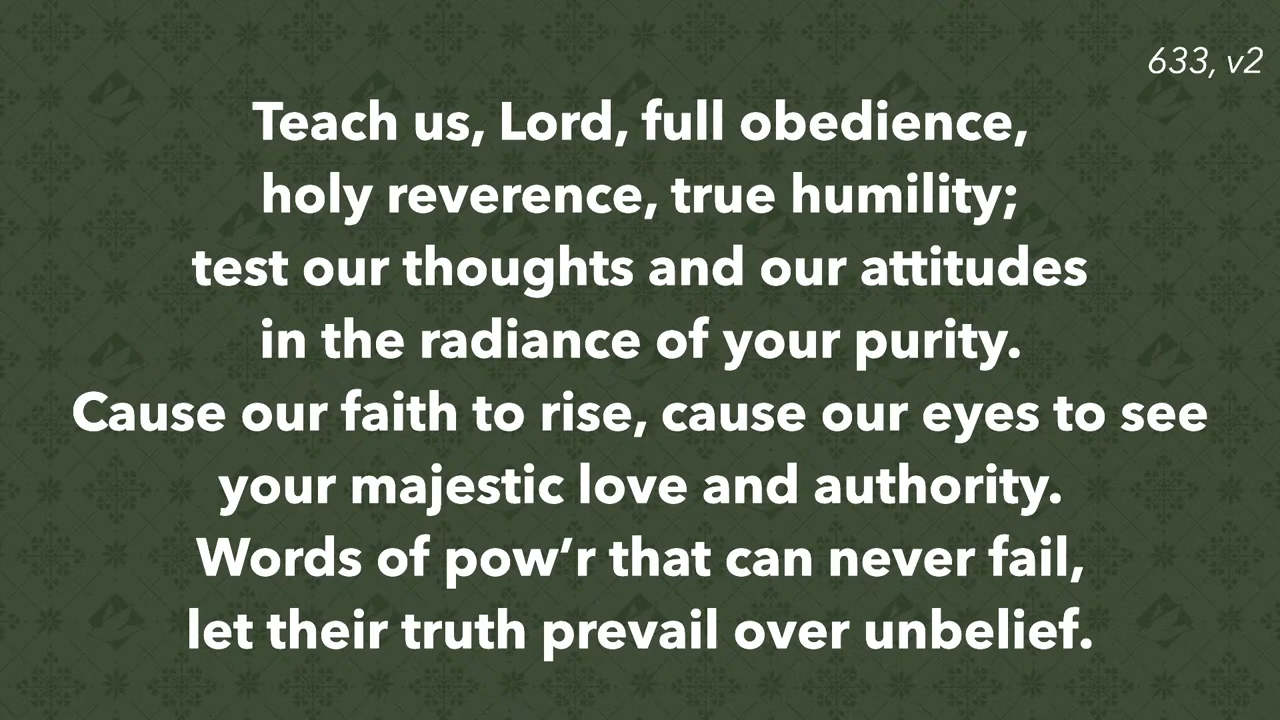 633, v2
Teach us, Lord, full obedience,
holy reverence, true humility;
test our thoughts and our attitudes
in the radiance of your purity.
Cause our faith to rise, cause our eyes to see
your majestic love and authority.
Words of pow’r that can never fail,
let their truth prevail over unbelief.